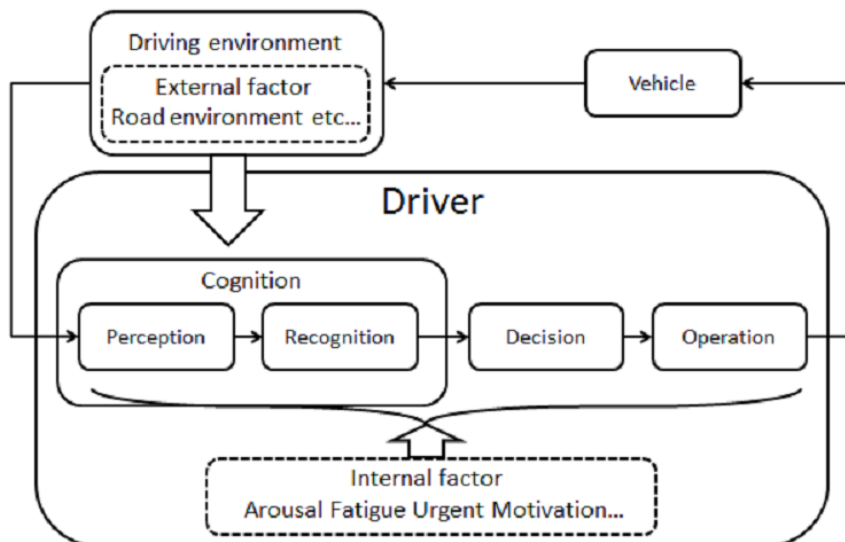 Driving environment
External factor
Road environment etc...
Vehicle
Driver
Cognition
Perception
Recognition
Decision
Operation
Internal factor
Arousal Fatigue Urgent Motivation...